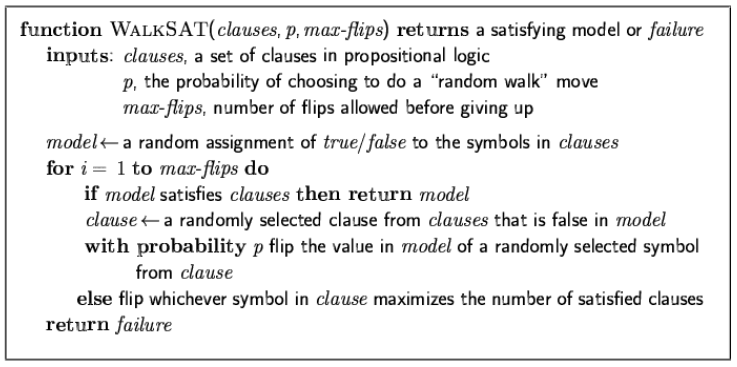 function WALKSAT(clauses, p, max-flips) returns a satisfying model or failure
inputs: clauses, a set of clauses in propositional logic
p, the probability of choosing to do a “random walk” move
max-flips, number of flips allowed before giving up
model ← a random assignment of true/false to the symbols in clauses
for i = 1 to max-flips do
if model satisfies clauses then return model
clause ← a randomly selected clause from clauses that is false in model
with probability p flip the value in model of a randomly selected symbol
from clause
else flip whichever symbol in clause maximizes the number of satisfied clauses
return failure